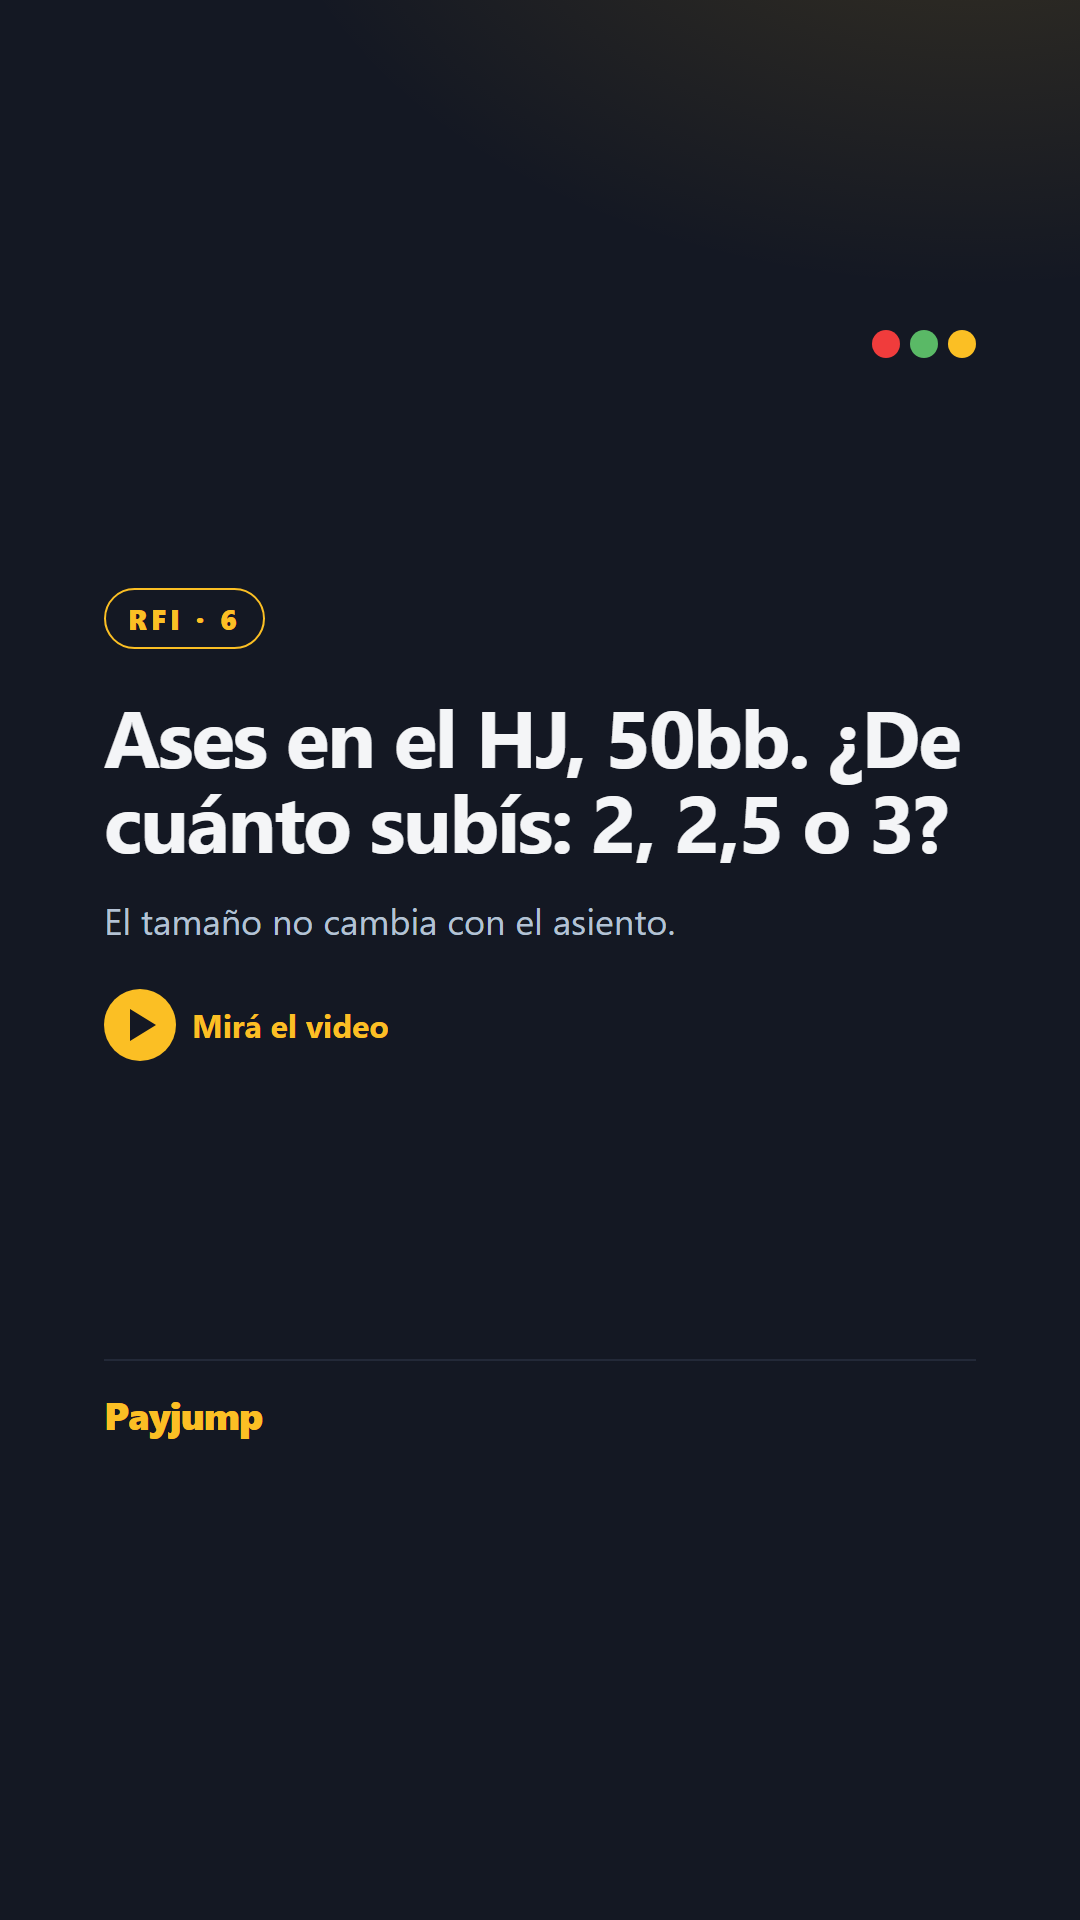 RFI · 6
Ases en el HJ, 50bb. ¿De
cuánto subís: 2, 2,5 o 3?
El tamaño no cambia con el asiento.
Mirá el video
Payjump